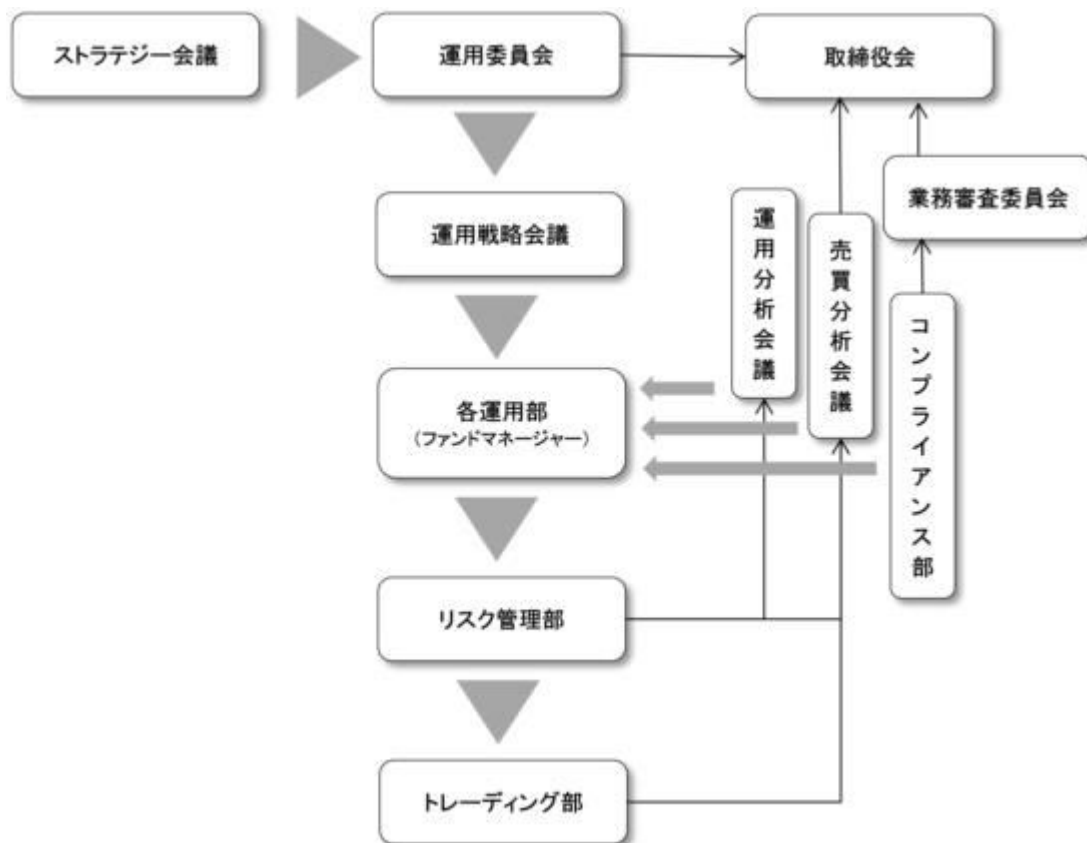 ストラテジー会議
運用委員会
取締役会
業務審査委員会
運用戦略会議
運用分析会議
売買分析会議
コンプライアンス部
各運用部
（ファンドマネージャー）
リスク管理部
トレーディング部